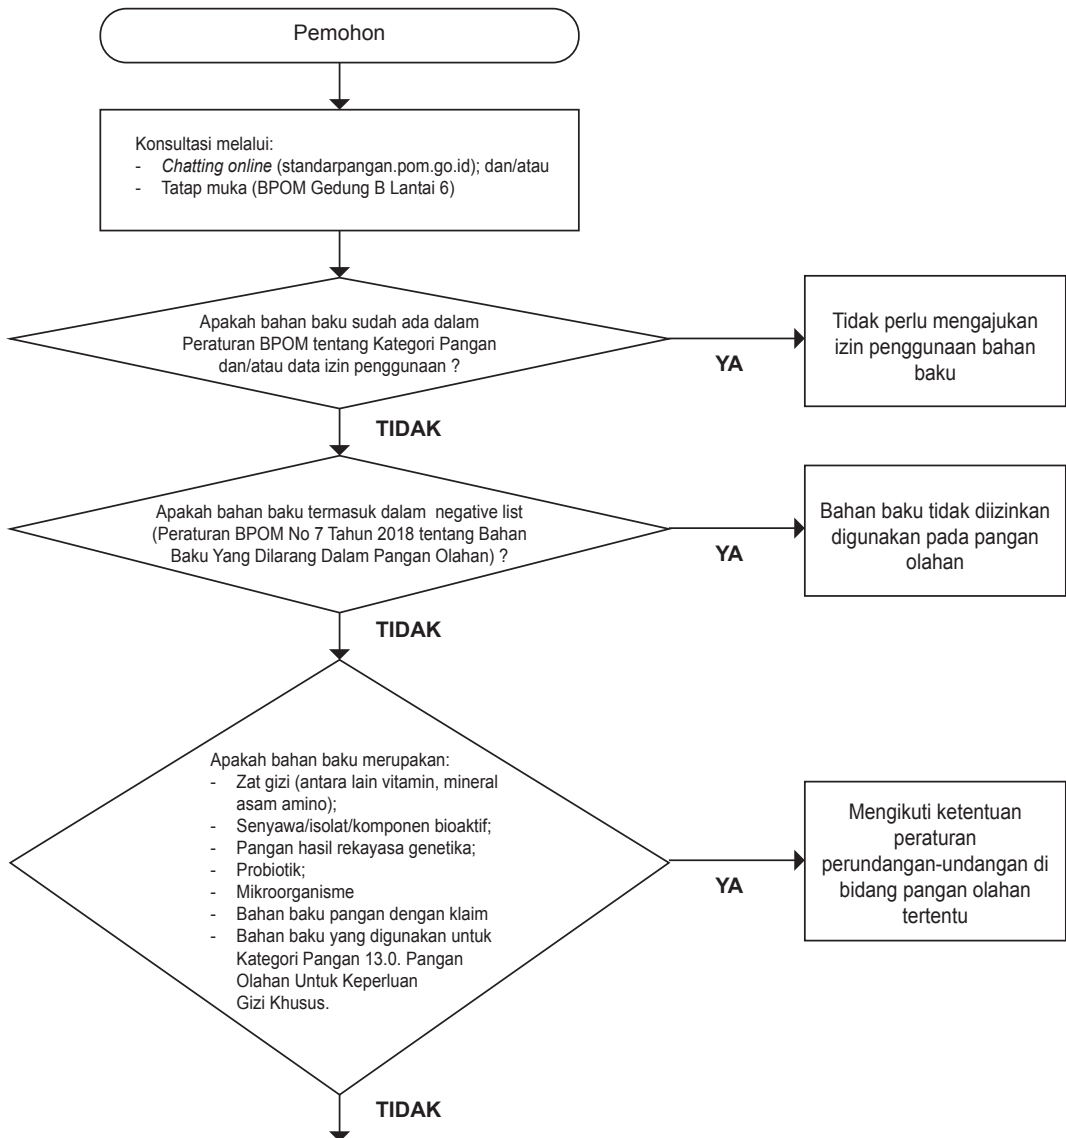 Pemohon
Konsultasi melalui:
- Chatting online (standarpangan.pom.go.id); dan/atau
- Tatap muka (BPOM Gedung B Lantai 6)
Apakah bahan baku sudah ada dalam
Peraturan BPOM tentang Kategori Pangan
dan/atau data izin penggunaan ?
YA
Tidak perlu mengajukan
izin penggunaan bahan
baku
TIDAK
Apakah bahan baku termasuk dalam negative list
(Peraturan BPOM No 7 Tahun 2018 tentang Bahan
Baku Yang Dilarang Dalam Pangan Olahan) ?
YA
Bahan baku tidak diizinkan
digunakan pada pangan
olahan
TIDAK
Apakah bahan baku merupakan:
- Zat gizi (antara lain vitamin, mineral
asam amino);
- Senyawa/isolat/komponen bioaktif;
- Pangan hasil rekayasa genetika;
- Probiotik;
- Mikroorganisme
- Bahan baku pangan dengan klaim
- Bahan baku yang digunakan untuk
Kategori Pangan 13.0. Pangan
Olahan Untuk Keperluan
Gizi Khusus.
YA
Mengikuti ketentuan
peraturan
perundangan-undangan di
bidang pangan olahan
tertentu
TIDAK